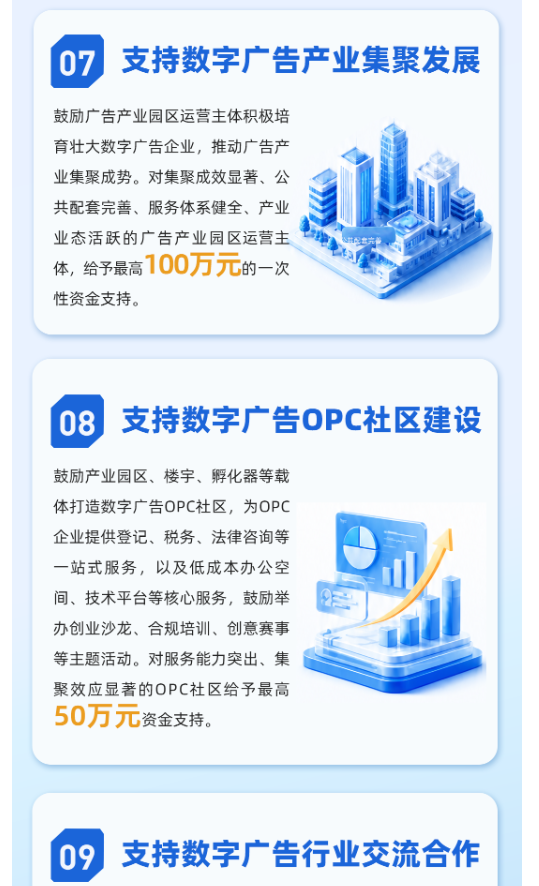 07 支持数字广告产业集聚发展
鼓励广告产业园区运营主体积极培
育壮大数字广告企业，推动广告产
业集聚成势。对集聚成效显著、公
共配套完善、服务体系健全、产业
业态活跃的广告产业园区运营主
体，给予最高100万元的一次
性资金支持。
08 支持数字广告OPC社区建设
鼓励产业园区、楼宇、孵化器等载
体打造数字广告OPC社区，为OPC
企业提供登记、税务、法律咨询等
一站式服务，以及低成本办公空
间、技术平台等核心服务，鼓励举
办创业沙龙、合规培训、创意赛事
等主题活动。对服务能力突出、集
聚效应显著的OPC社区给予最高
50万元资金支持。
09 支持数字广告行业交流合作